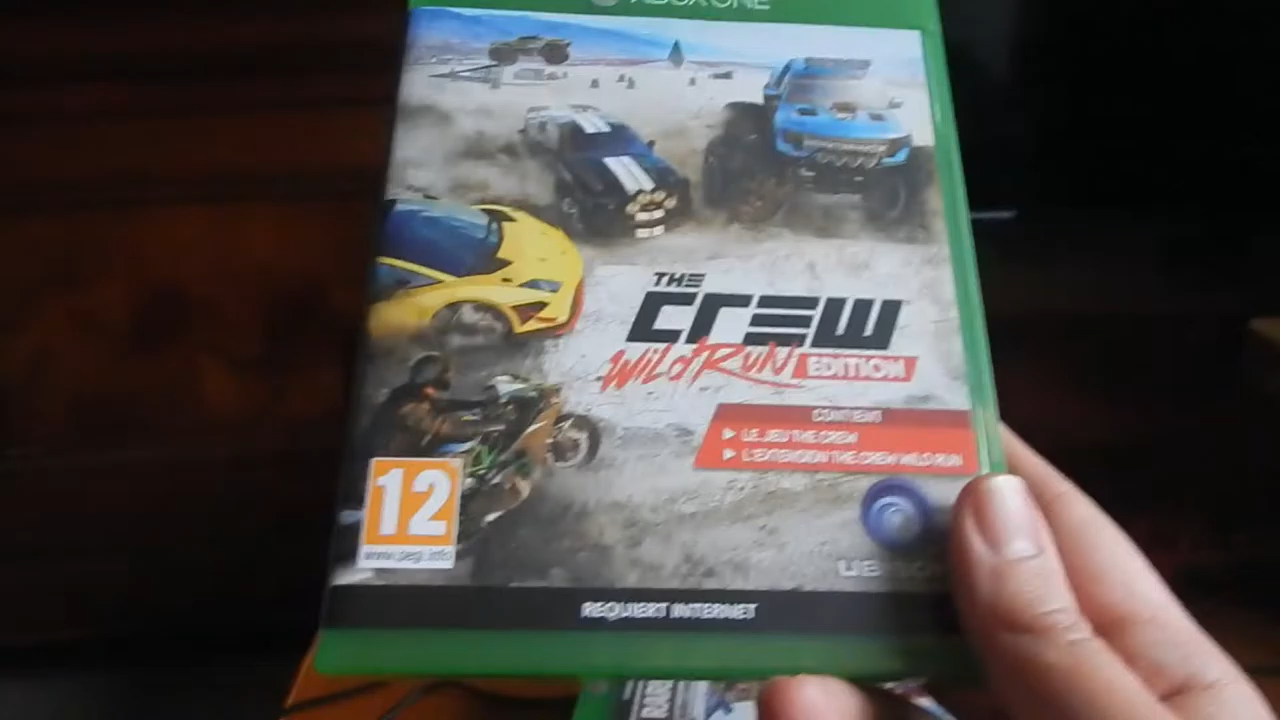 XBOX ONE
THE
CREW
WILD RUN EDITION
CONTIENT
LE JEU THE CREW
L'EXTENSION THE CREW WILD RUN
12
www.pegi.info
REQUIERT INTERNET